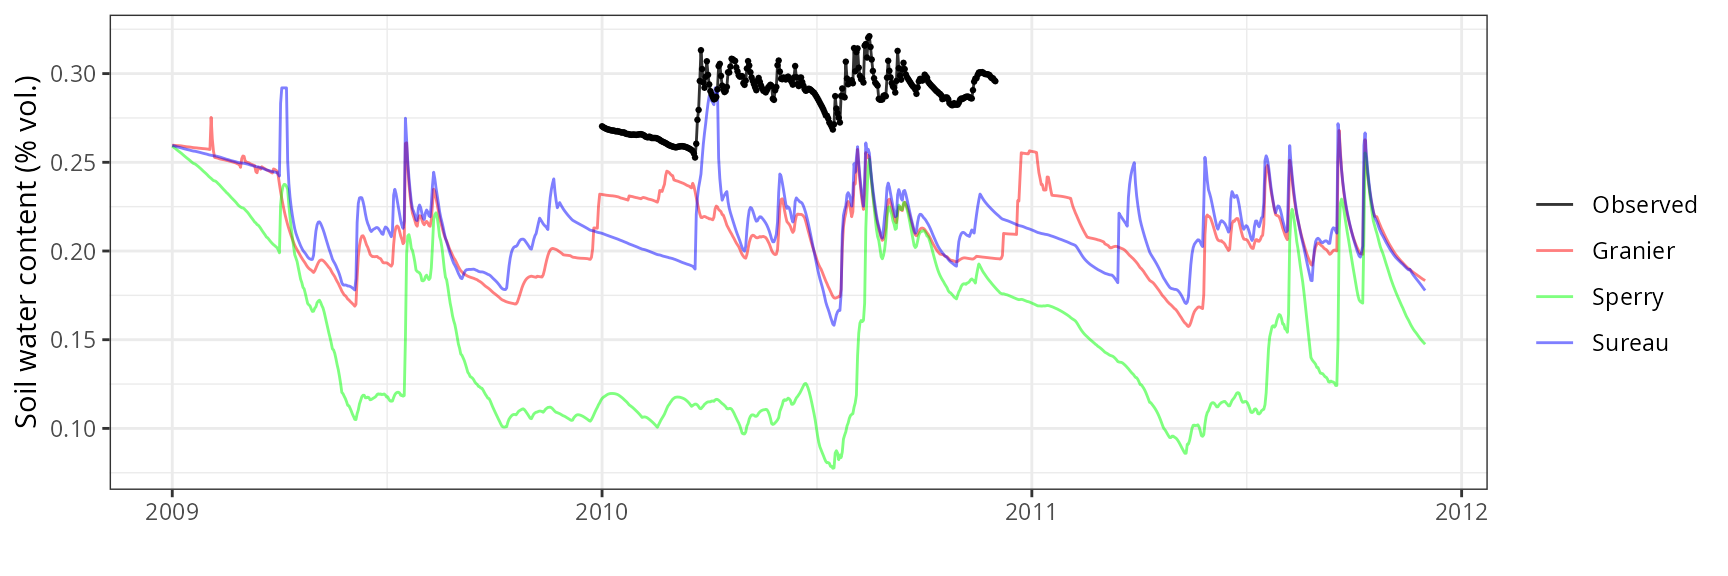 Soil water content (% vol.)
0.30
0.25
0.20
0.15
0.10
2009
2010
2011
2012
Observed
Granier
Sperry
Sureau